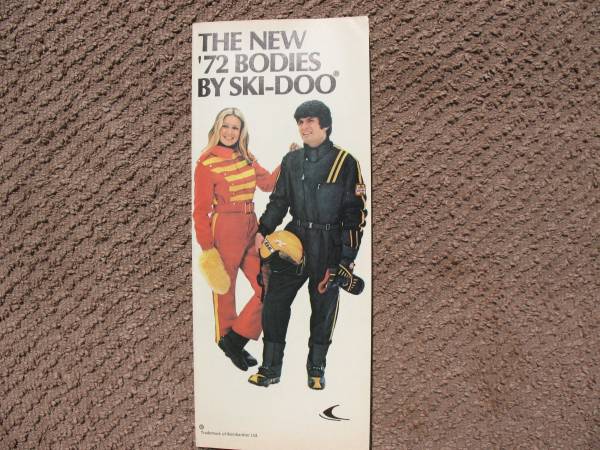 THE NEW
'72 BODIES
BY SKI-DOO®
Trademark of Bombardier Ltd.